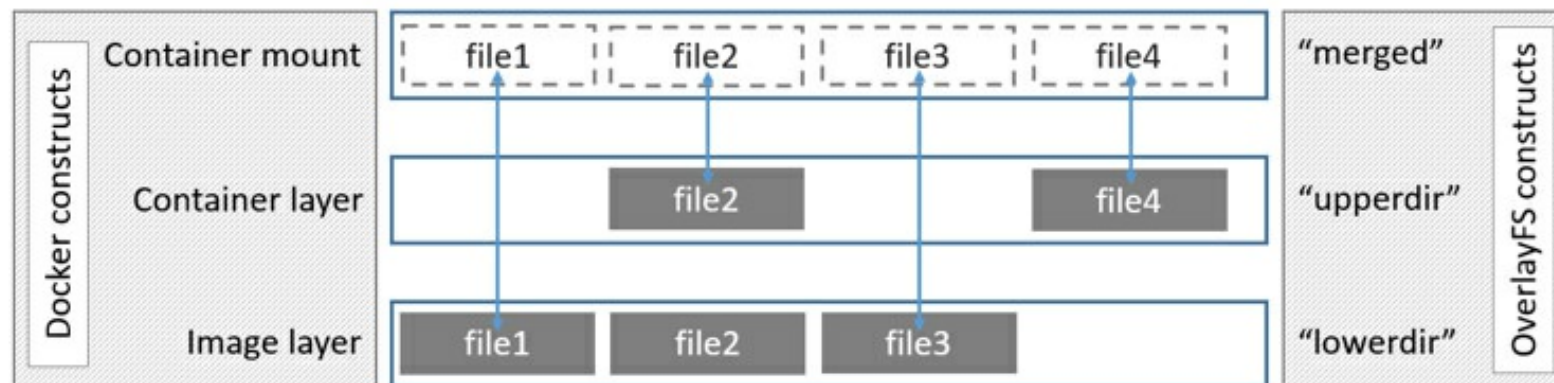 Docker constructs
Container mount
file1
file2
file3
file4
“merged”
Container layer
file2
file4
“upperdir”
Image layer
file1
file2
file3
“lowerdir”
OverlayFS constructs